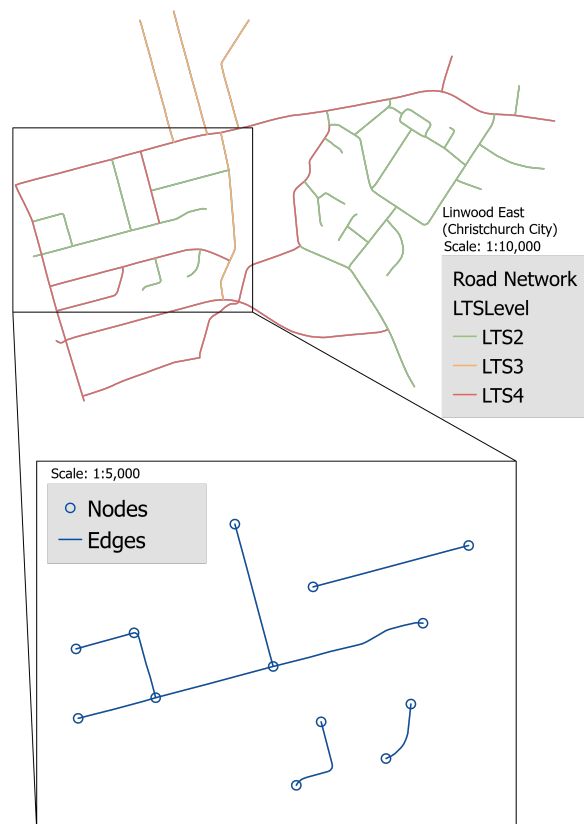 Linwood East
(Christchurch City)
Scale: 1:10,000
Road Network
LTSLevel
LTS2
LTS3
LTS4
Scale: 1:5,000
Nodes
Edges